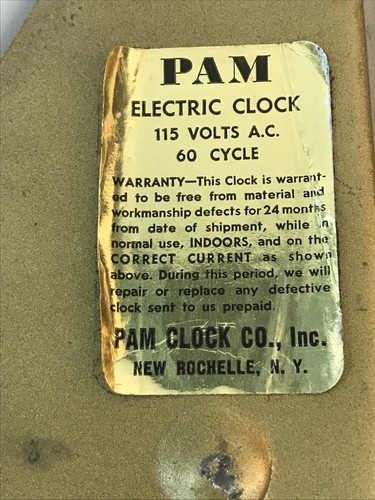 PAM
ELECTRIC CLOCK
115 VOLTS A.C.
60 CYCLE
WARRANTY—This Clock is warrant-
ed to be free from material and
workmanship defects for 24 months
from date of shipment, while in
normal use, INDOORS, and on the
CORRECT CURRENT as shown
above. During this period, we will
repair or replace any defective
clock sent to us prepaid.
PAM CLOCK CO., Inc.
NEW ROCHELLE, N. Y.